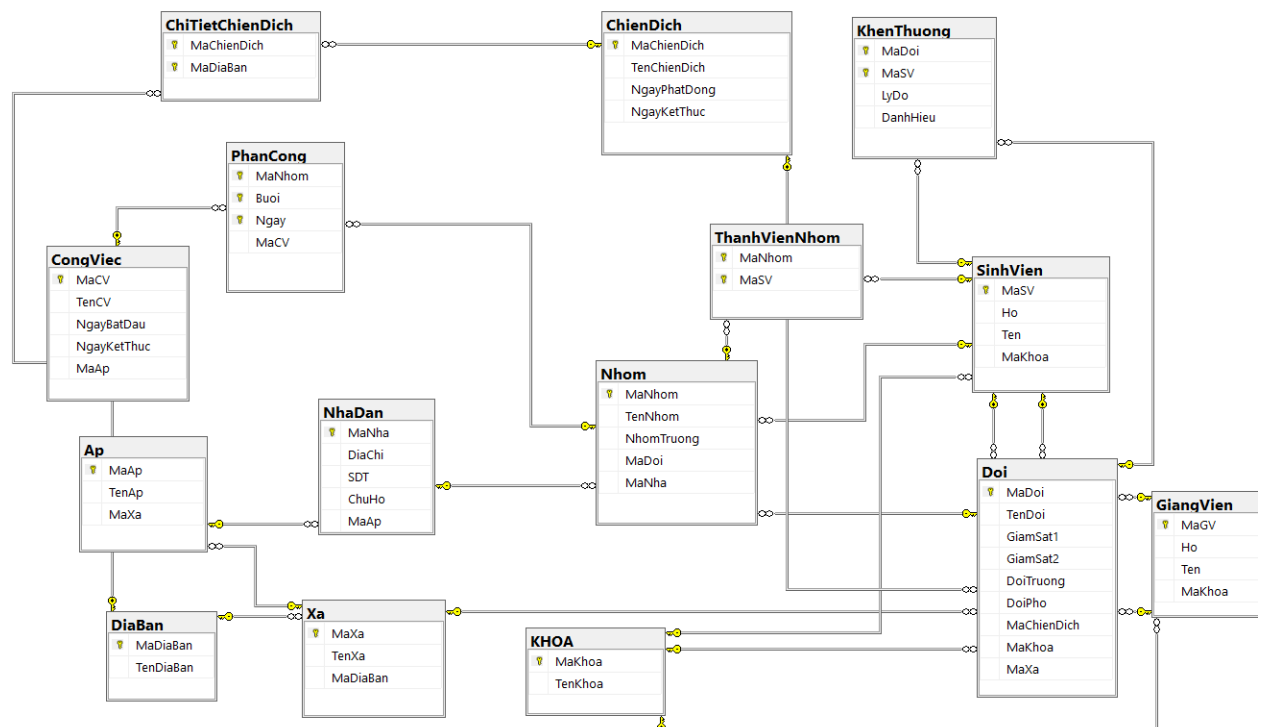 ChiTietChienDich
MaChienDich
MaDiaBan
ChienDich
MaChienDich
TenChienDich
NgayPhatDong
NgayKetThuc
KhenThuong
MaDoi
MaSV
LyDo
DanhHieu
PhanCong
MaNhom
Buoi
Ngay
MaCV
ThanhVienNhom
MaNhom
MaSV
CongViec
MaCV
TenCV
NgayBatDau
NgayKetThuc
MaAp
SinhVien
MaSV
Ho
Ten
MaKhoa
Nhom
MaNhom
TenNhom
NhomTruong
MaDoi
MaNha
NhaDan
MaNha
DiaChi
SDT
ChuHo
MaAp
Ap
MaAp
TenAp
MaXa
Doi
MaDoi
TenDoi
GiamSat1
GiamSat2
DoiTruong
DoiPho
MaChienDich
MaKhoa
MaXa
GiangVien
MaGV
Ho
Ten
MaKhoa
DiaBan
MaDiaBan
TenDiaBan
Xa
MaXa
TenXa
MaDiaBan
KHOA
MaKhoa
TenKhoa